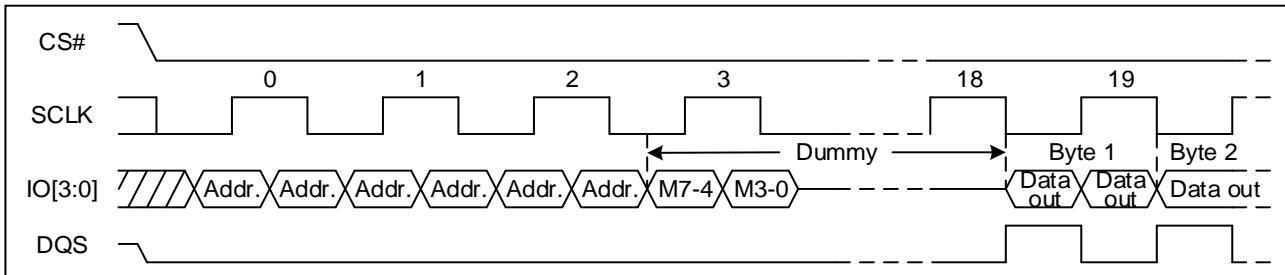 CS#
0 1 2 3 18 19
SCLK
Dummy Byte 1 Byte 2
IO[3:0] Addr. Addr. Addr. Addr. Addr. Addr. M7-4 M3-0 Data out Data out Data out
DQS